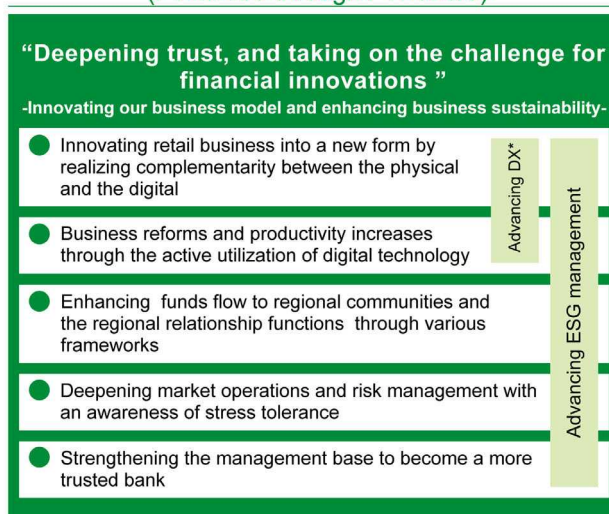 “Deepening trust, and taking on the challenge for
financial innovations ”
-Innovating our business model and enhancing business sustainability-
Innovating retail business into a new form by
realizing complementarity between the physical
and the digital
Business reforms and productivity increases
through the active utilization of digital technology
Enhancing funds flow to regional communities and
the regional relationship functions through various
frameworks
Deepening market operations and risk management with
an awareness of stress tolerance
Strengthening the management base to become a more
trusted bank
Advancing DX*
Advancing ESG management